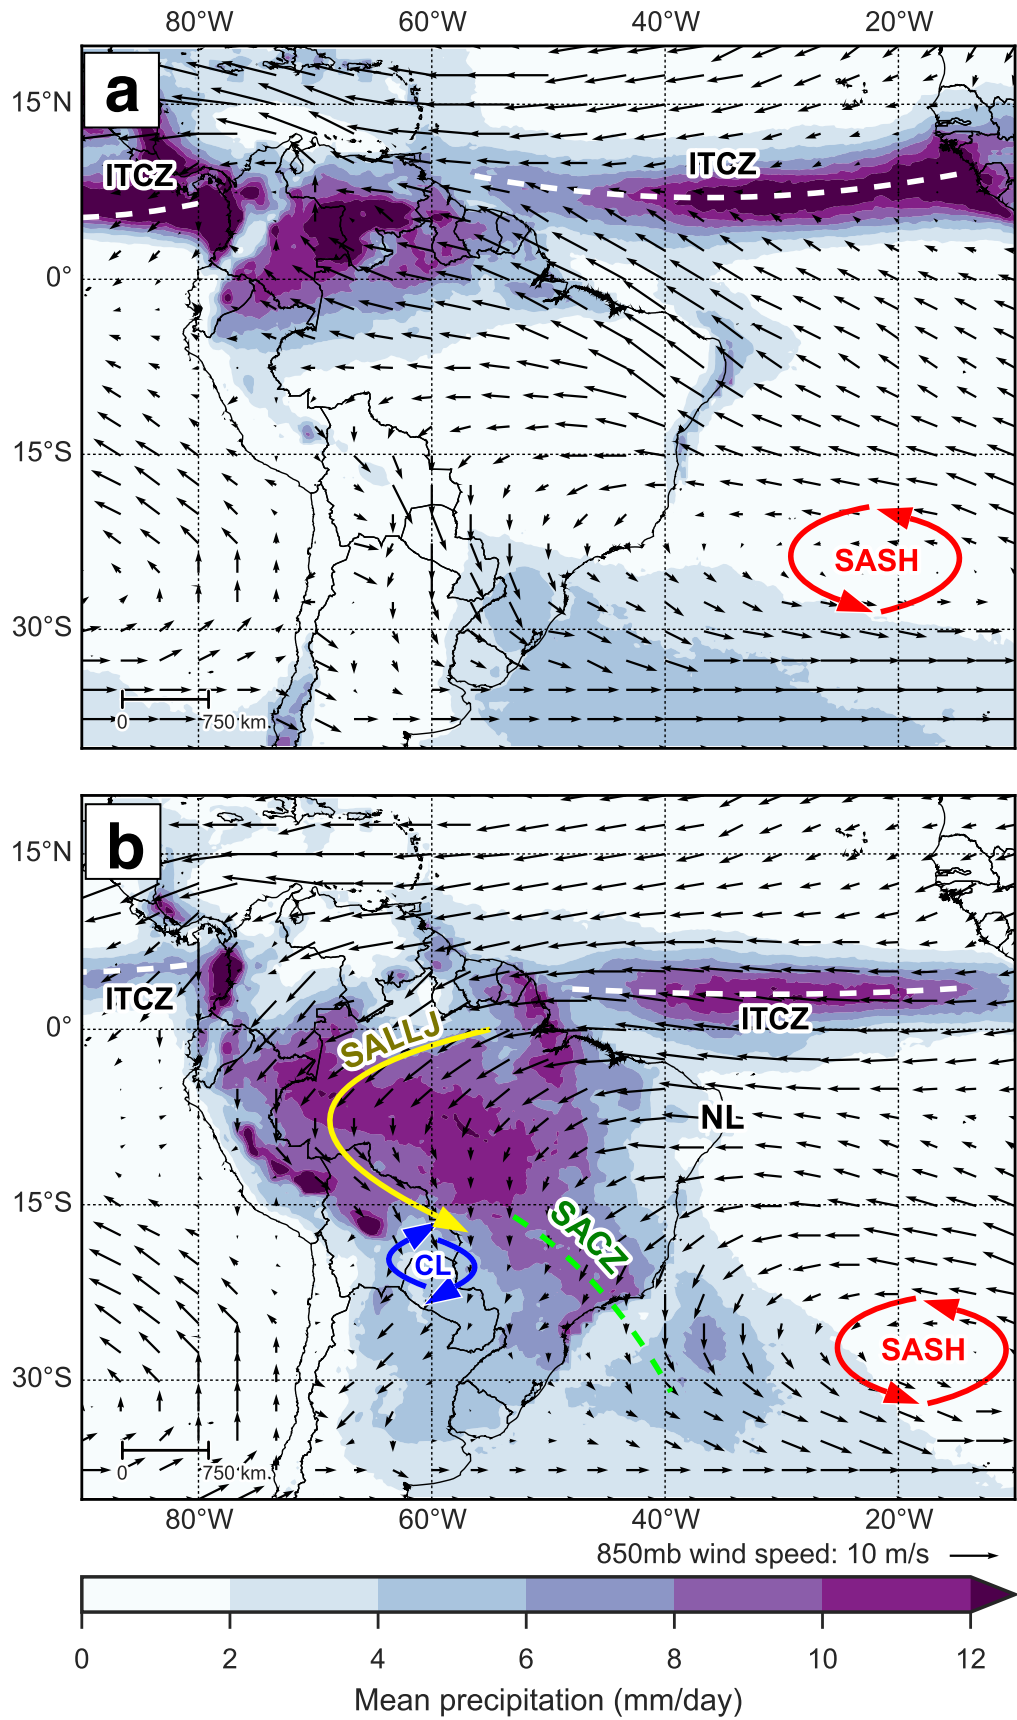 80°W 60°W 40°W 20°W
a
15°N
ITCZ
ITCZ
0°
15°S
SASH
30°S
0 750 km
b
15°N
ITCZ
ITCZ
0°
SALLJ
NL
15°S
SACZ
CL
SASH
30°S
0 750 km
80°W 60°W 40°W 20°W
850mb wind speed: 10 m/s
0 2 4 6 8 10 12
Mean precipitation (mm/day)